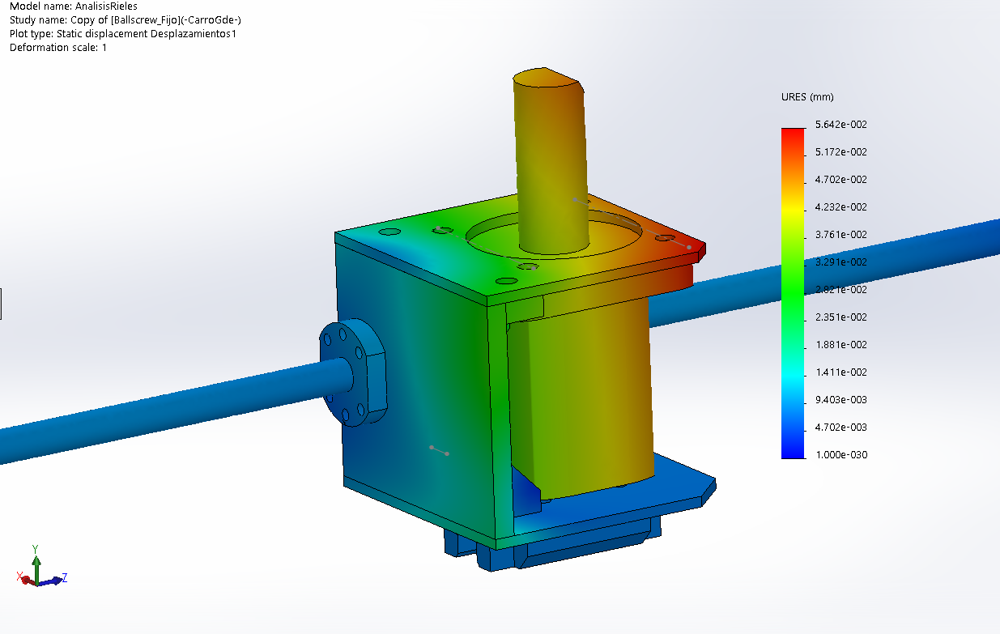 Model name: AnalisisRieles
Study name: Copy of [Ballscrew_Fijo](-CarroGde-)
Plot type: Static displacement Desplazamientos1
Deformation scale: 1
URES (mm)
5.642e-002
5.172e-002
4.702e-002
4.232e-002
3.761e-002
3.291e-002
2.821e-002
2.351e-002
1.881e-002
1.411e-002
9.403e-003
4.702e-003
1.000e-030
Y
X
Z